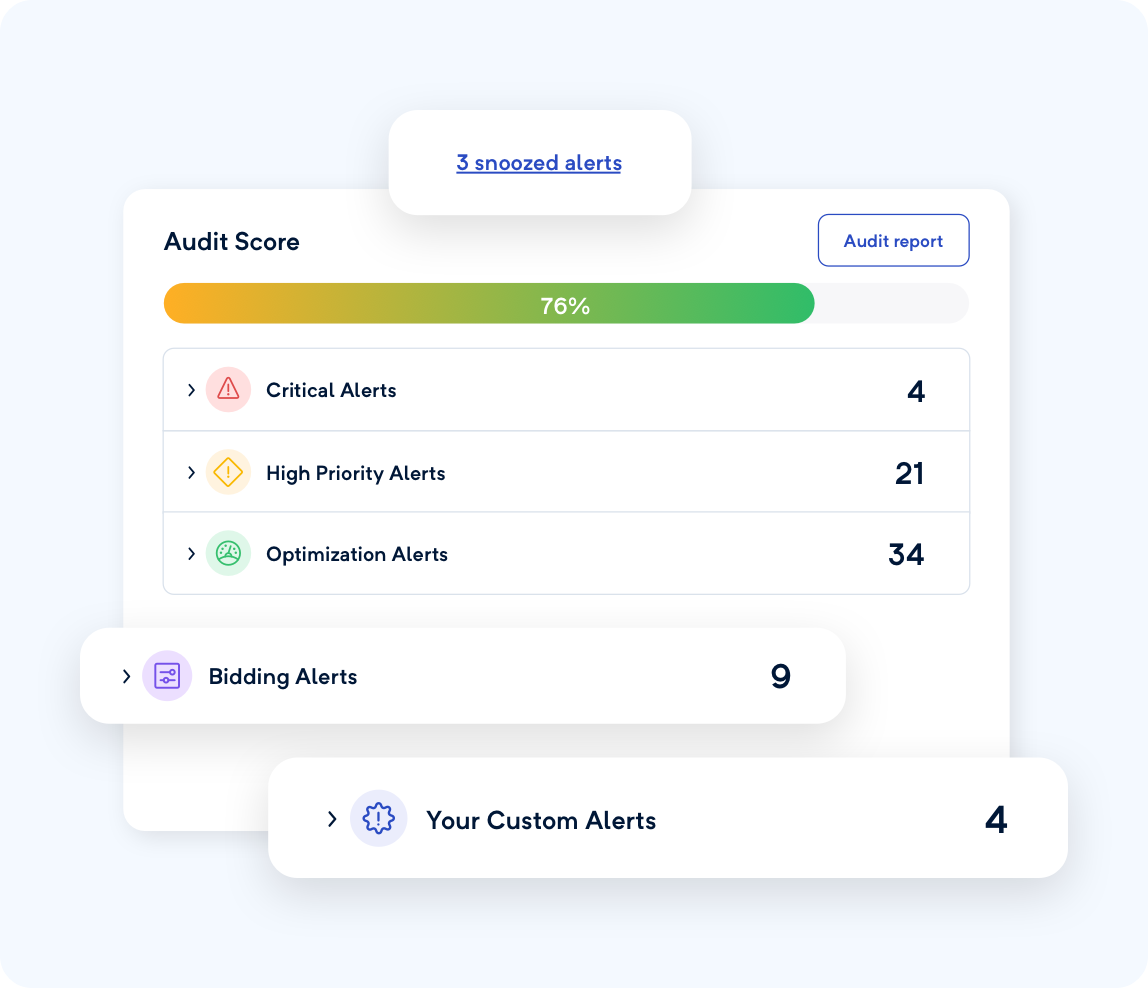 3 snoozed alerts
Audit Score
Audit report
76%
Critical Alerts
4
High Priority Alerts
21
Optimization Alerts
34
Bidding Alerts
9
Your Custom Alerts
4